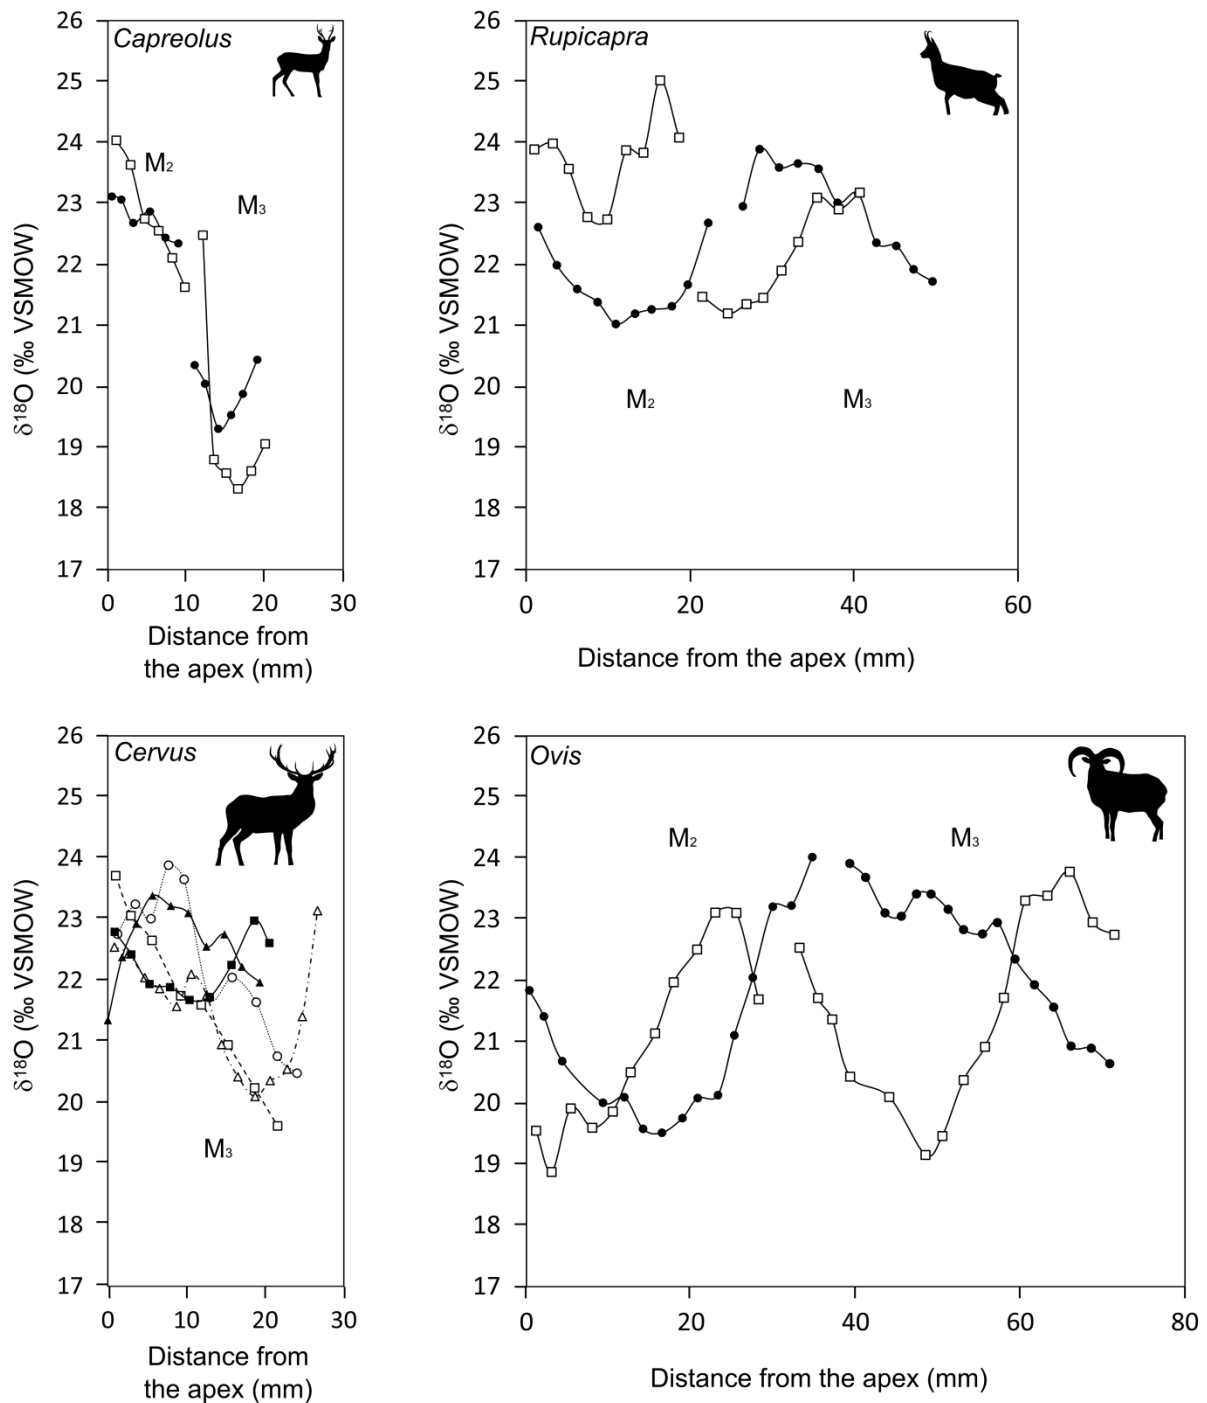 Capreolus
M2
M3
26
25
24
23
22
21
20
19
18
17
δ18O (‰ VSMOW)
0 10 20 30
Distance from
the apex (mm)
Rupicapra
26
25
24
23
22
21
20
19
18
17
δ18O (‰ VSMOW)
M2 M3
0 20 40 60
Distance from the apex (mm)
Cervus
26
25
24
23
22
21
20
19
18
17
δ18O (‰ VSMOW)
M3
0 10 20 30
Distance from
the apex (mm)
Ovis
M2 M3
26
25
24
23
22
21
20
19
18
17
δ18O (‰ VSMOW)
0 20 40 60 80
Distance from the apex (mm)